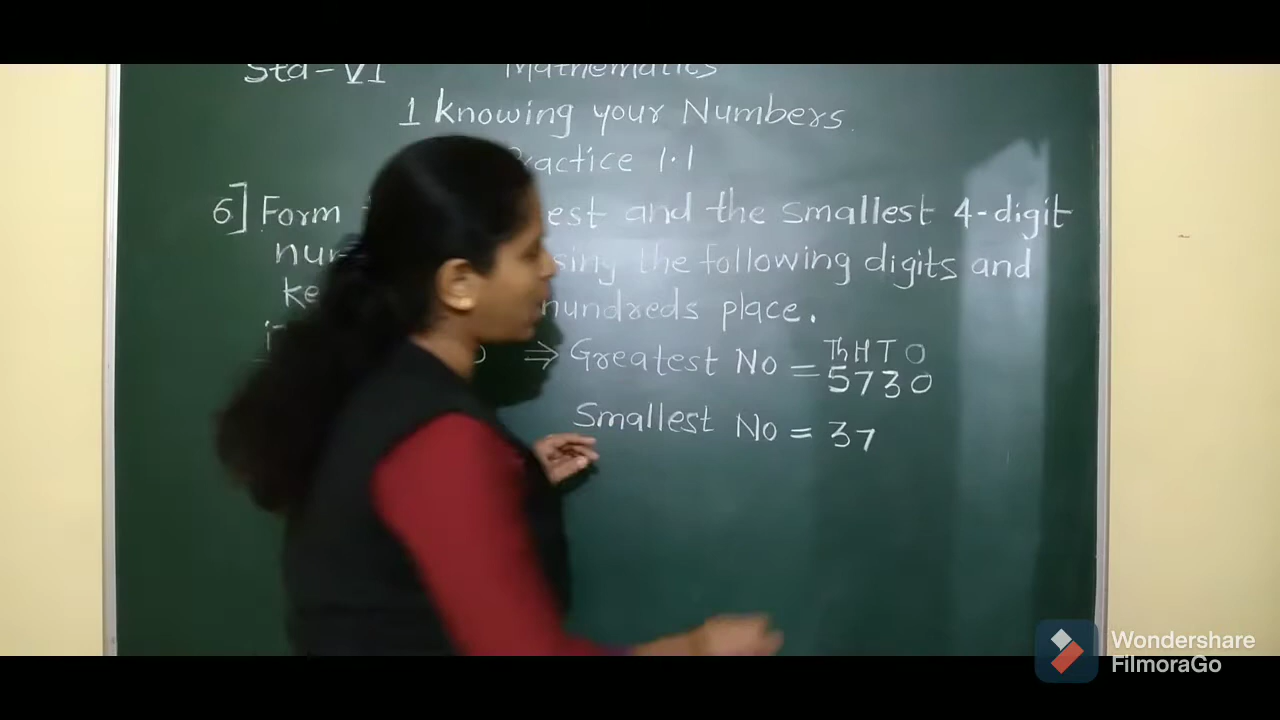 Std-VI Mathematics
1 Knowing your Numbers.
Practice 1.1
6] Form est and the smallest 4-digit
nu sing the following digits and
ke hundreds place.
⇒ Greatest No = 5730
Th H T O
Smallest No = 37
Wondershare
FilmoraGo